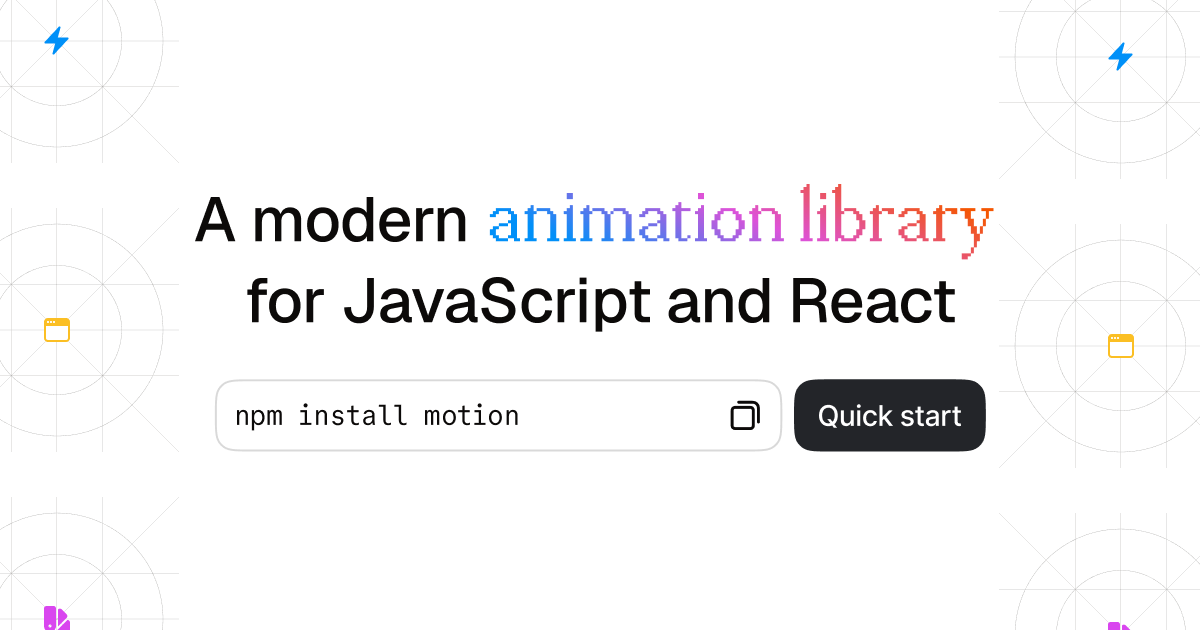 A modern animation library
for JavaScript and React
npm install motion
Quick start